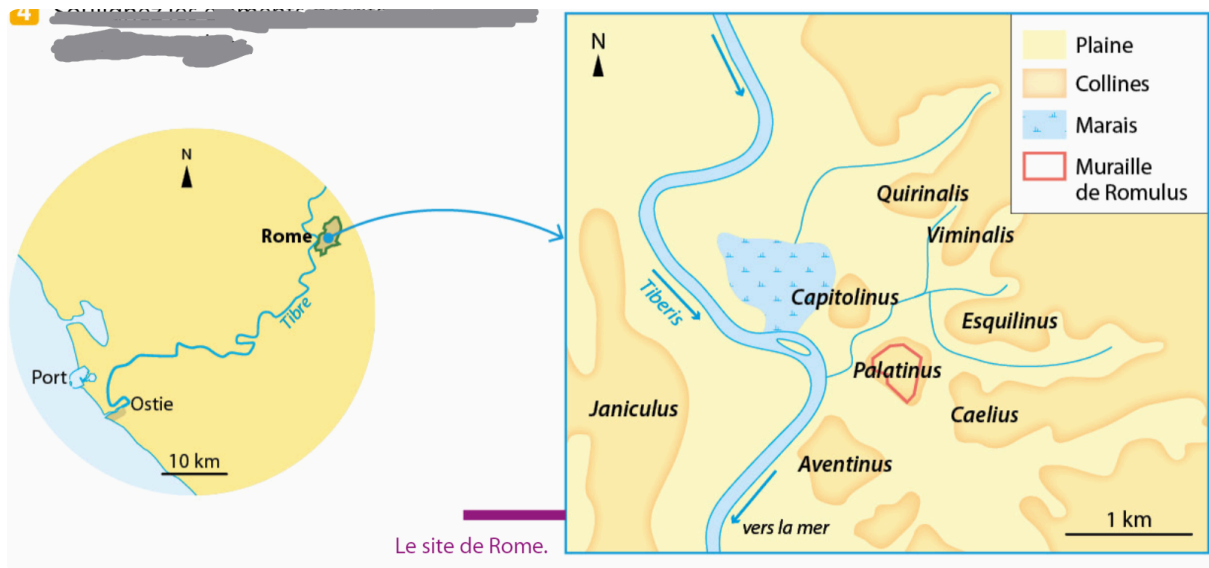 4
N
Rome
Tibre
Port
Ostie
10 km
Le site de Rome.
N
Plaine
Collines
Marais
Muraille
de Romulus
Quirinalis
Viminalis
Capitolinus
Tiberis
Esquilinus
Palatinus
Janiculus
Caelius
Aventinus
vers la mer
1 km